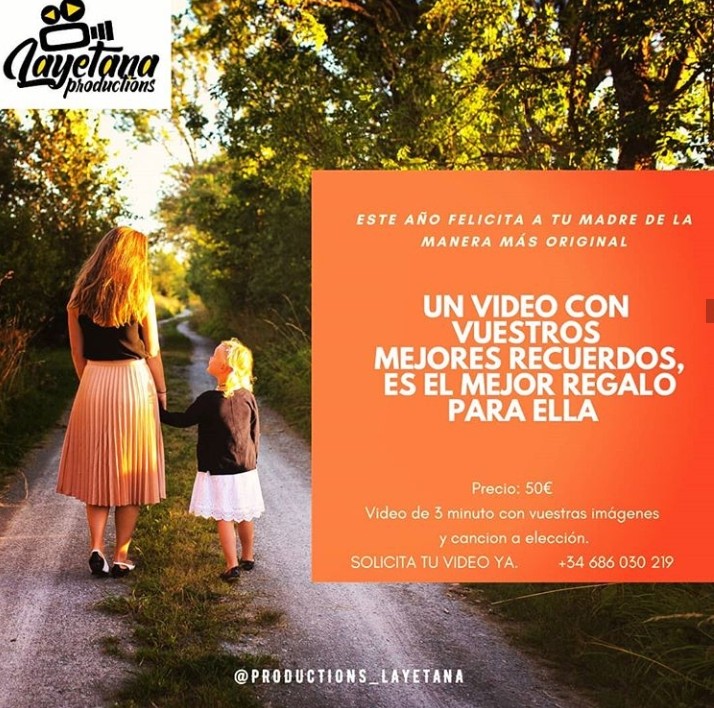 Layetana
productions
ESTE AÑO FELICITA A TU MADRE DE LA
MANERA MÁS ORIGINAL
UN VIDEO CON
VUESTROS
MEJORES RECUERDOS,
ES EL MEJOR REGALO
PARA ELLA
Precio: 50€
Video de 3 minuto con vuestras imágenes
y cancion a elección.
SOLICITA TU VIDEO YA. +34 686 030 219
@PRODUCTIONS_LAYETANA